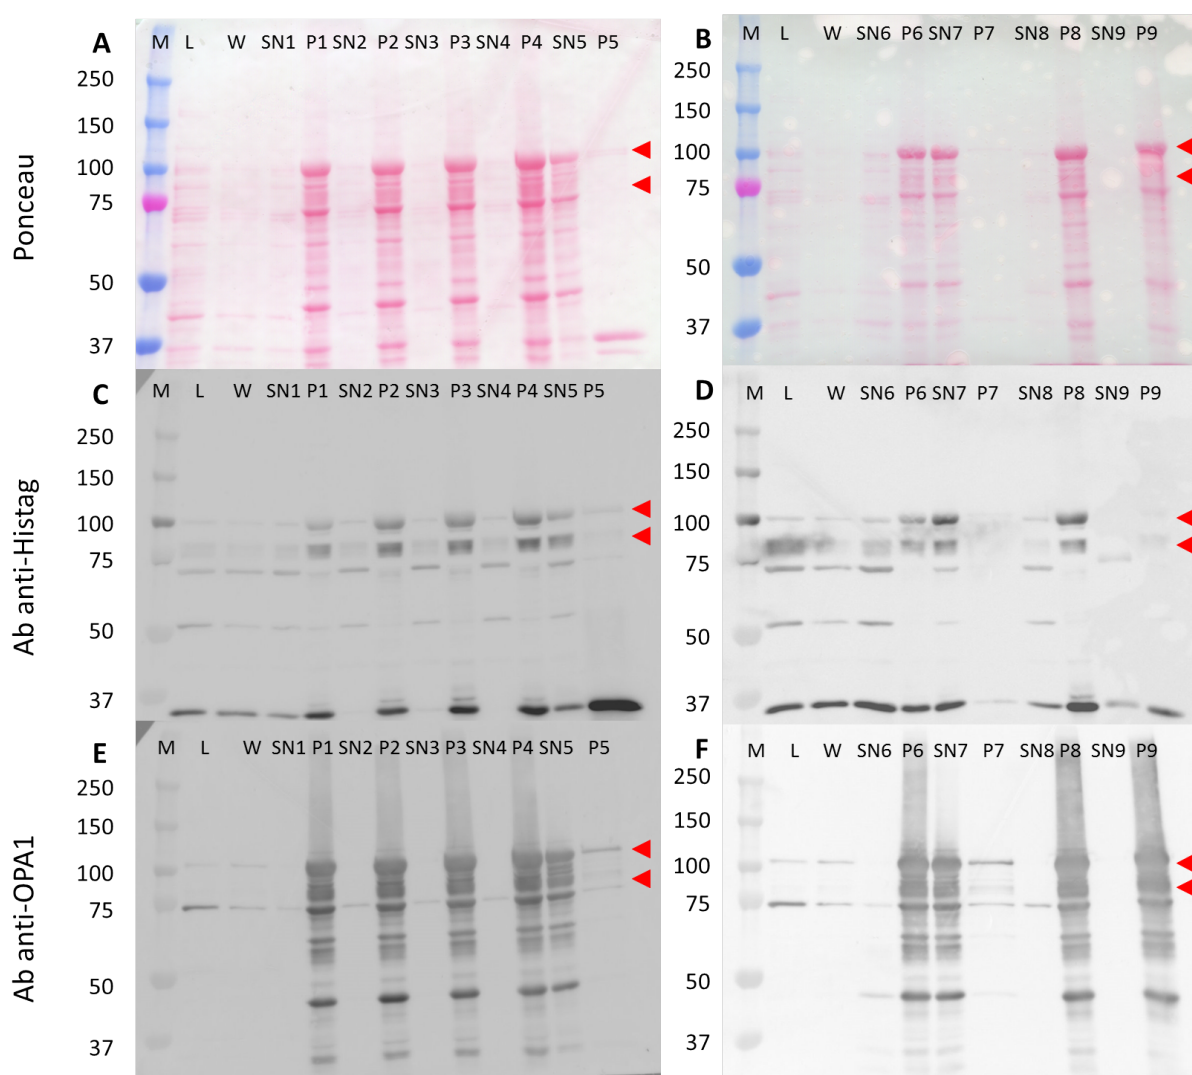 A
M L W SN1 P1 SN2 P2 SN3 P3 SN4 P4 SN5 P5
250
150
100
75
50
37
Ponceau
B
M L W SN6 P6 SN7 P7 SN8 P8 SN9 P9
250
150
100
75
50
37
C
M L W SN1 P1 SN2 P2 SN3 P3 SN4 P4 SN5 P5
250
150
100
75
50
37
Ab anti-Histag
D
M L W SN6 P6 SN7 P7 SN8 P8 SN9 P9
250
150
100
75
50
37
E
M L W SN1 P1 SN2 P2 SN3 P3 SN4 P4 SN5 P5
250
150
100
75
50
37
Ab anti-OPA1
F
M L W SN6 P6 SN7 P7 SN8 P8 SN9 P9
250
150
100
75
50
37